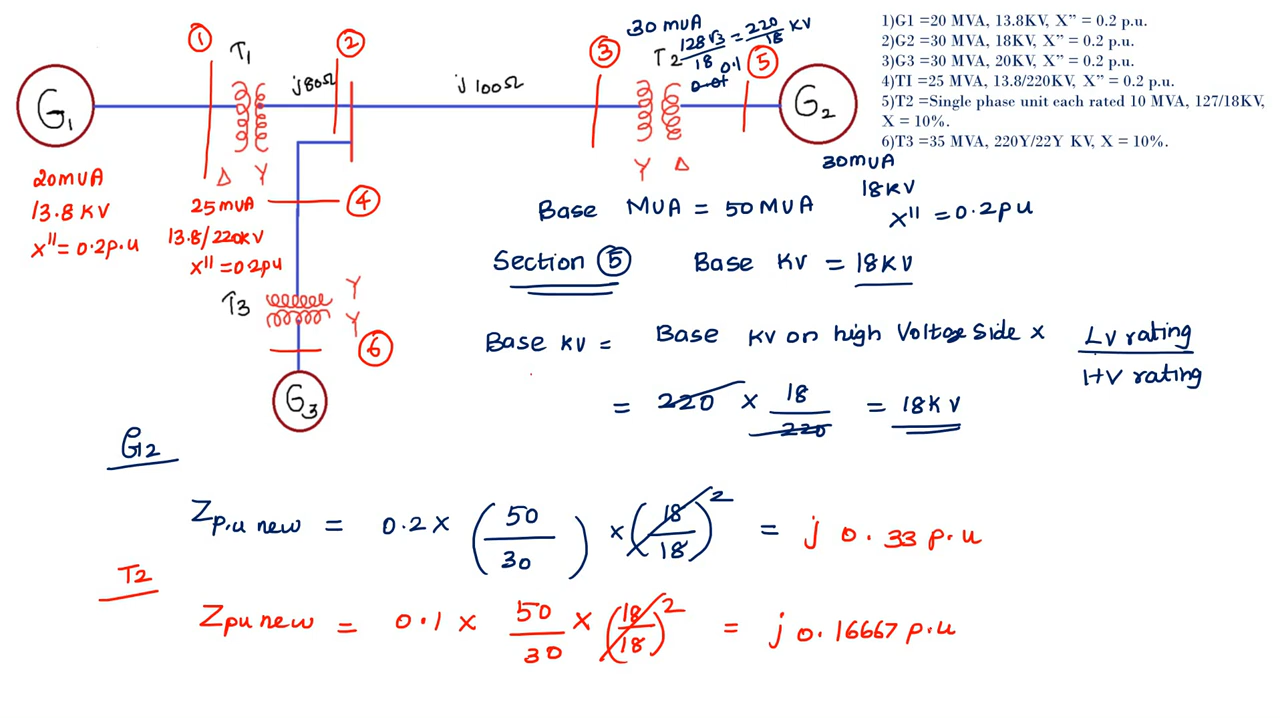 1)G1 =20 MVA, 13.8KV, X” = 0.2 p.u.
2)G2 =30 MVA, 18KV, X” = 0.2 p.u.
3)G3 =30 MVA, 20KV, X” = 0.2 p.u.
4)T1 =25 MVA, 13.8/220KV, X” = 0.2 p.u.
5)T2 =Single phase unit each rated 10 MVA, 127/18KV,
X = 10%.
6)T3 =35 MVA, 220Y/22Y KV, X = 10%.
30 MVA
128√3/18 = 220/18 KV
0.1
1
T1
2
3
T2
5
G1
j80Ω
j100Ω
G2
Δ Y
Y Δ
20MVA
13.8 KV
X'' = 0.2p.u
25 MVA
13.8/220KV
X'' = 0.2pu
4
T3
Y
Y
6
G3
30MVA
18KV
X'' = 0.2pu
Base MVA = 50MVA
Section 5 Base KV = 18KV
Base KV = Base KV on high Voltage Side × LV rating/HV rating
= 220 × 18/220 = 18KV
G2
Zp.u new = 0.2 × (50/30) × (18/18)² = j 0.33 p.u
T2
Zpu new = 0.1 × 50/30 × (18/18)² = j 0.16667 p.u